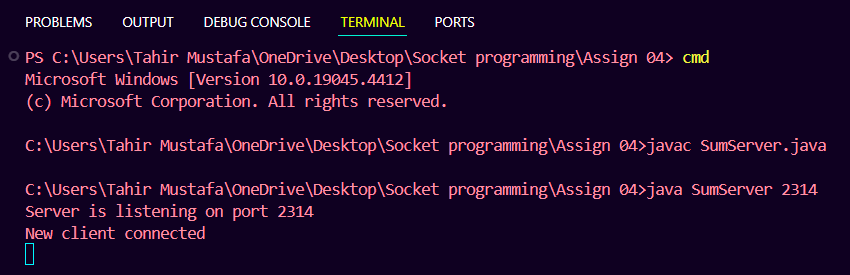 PROBLEMS OUTPUT DEBUG CONSOLE TERMINAL PORTS
PS C:\Users\Tahir Mustafa\OneDrive\Desktop\Socket programming\Assign 04> cmd
Microsoft Windows [Version 10.0.19045.4412]
(c) Microsoft Corporation. All rights reserved.
C:\Users\Tahir Mustafa\OneDrive\Desktop\Socket programming\Assign 04>javac SumServer.java
C:\Users\Tahir Mustafa\OneDrive\Desktop\Socket programming\Assign 04>java SumServer 2314
Server is listening on port 2314
New client connected